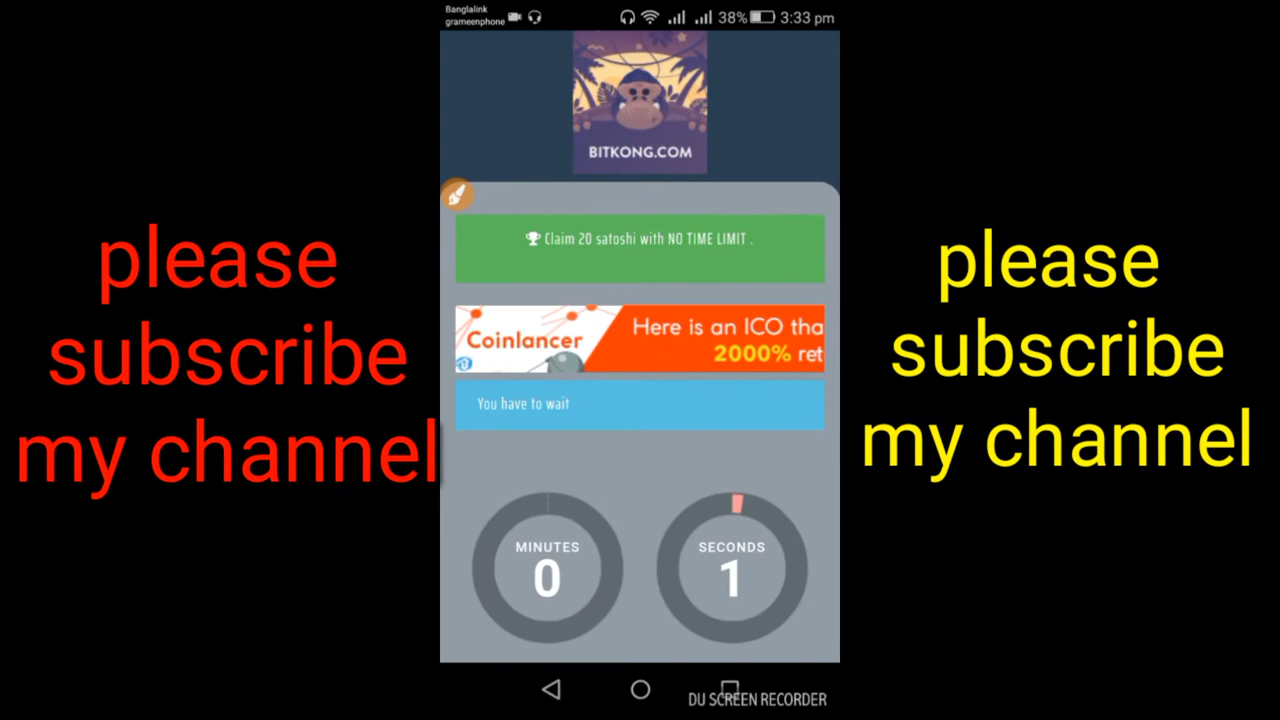 Banglalink
grameenphone
38%
3:33 pm
BITKONG.COM
Claim 20 satoshi with NO TIME LIMIT .
Coinlancer
Here is an ICO tha
2000% ret
You have to wait
MINUTES
0
SECONDS
1
DU SCREEN RECORDER
please
subscribe
my channel
please
subscribe
my channel